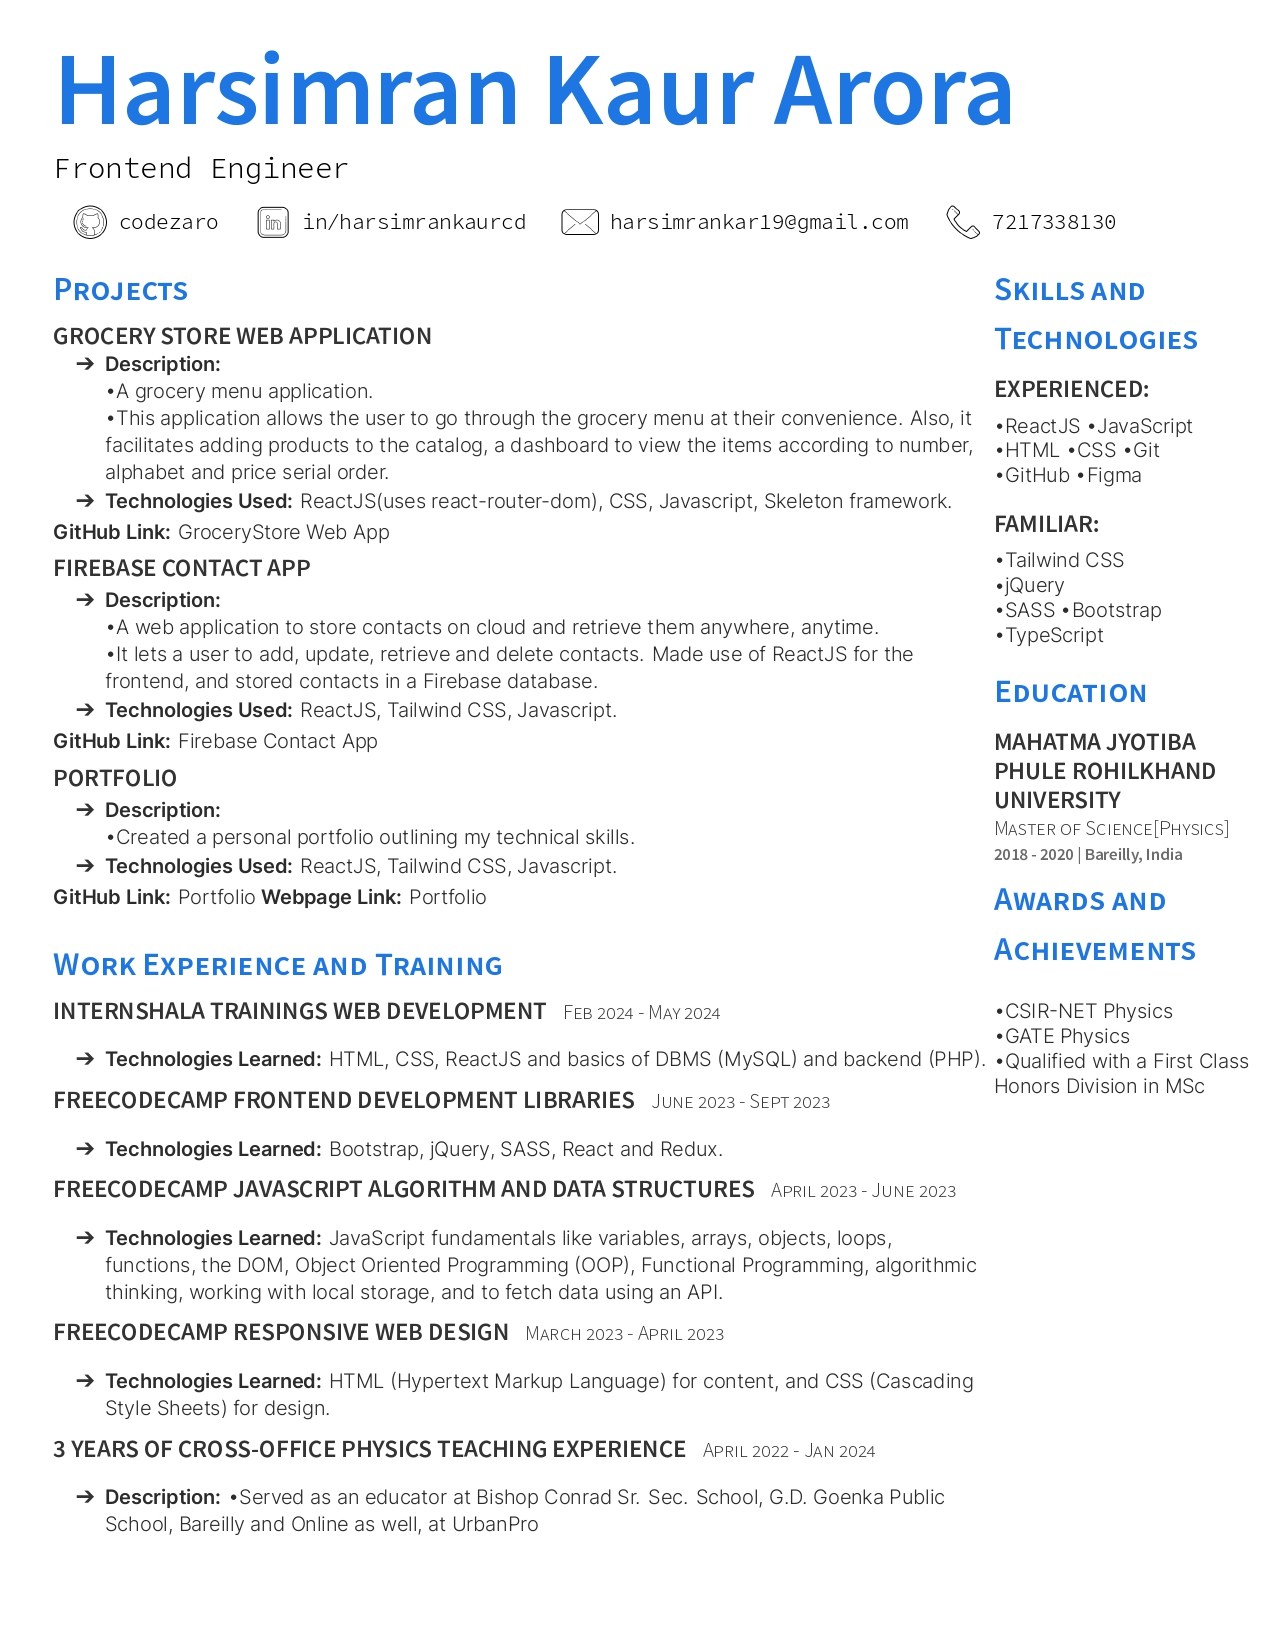 Harsimran Kaur Arora
Frontend Engineer
codezaro in/harsimrankaurcd harsimrankar19@gmail.com 7217338130
Projects
GROCERY STORE WEB APPLICATION
➔ Description:
•A grocery menu application.
•This application allows the user to go through the grocery menu at their convenience. Also, it
facilitates adding products to the catalog, a dashboard to view the items according to number,
alphabet and price serial order.
➔ Technologies Used: ReactJS(uses react-router-dom), CSS, Javascript, Skeleton framework.
GitHub Link: GroceryStore Web App
FIREBASE CONTACT APP
➔ Description:
•A web application to store contacts on cloud and retrieve them anywhere, anytime.
•It lets a user to add, update, retrieve and delete contacts. Made use of ReactJS for the
frontend, and stored contacts in a Firebase database.
➔ Technologies Used: ReactJS, Tailwind CSS, Javascript.
GitHub Link: Firebase Contact App
PORTFOLIO
➔ Description:
•Created a personal portfolio outlining my technical skills.
➔ Technologies Used: ReactJS, Tailwind CSS, Javascript.
GitHub Link: Portfolio Webpage Link: Portfolio
Work Experience and Training
INTERNSHALA TRAININGS WEB DEVELOPMENT Feb 2024 - May 2024
➔ Technologies Learned: HTML, CSS, ReactJS and basics of DBMS (MySQL) and backend (PHP).
FREECODECAMP FRONTEND DEVELOPMENT LIBRARIES June 2023 - Sept 2023
➔ Technologies Learned: Bootstrap, jQuery, SASS, React and Redux.
FREECODECAMP JAVASCRIPT ALGORITHM AND DATA STRUCTURES April 2023 - June 2023
➔ Technologies Learned: JavaScript fundamentals like variables, arrays, objects, loops,
functions, the DOM, Object Oriented Programming (OOP), Functional Programming, algorithmic
thinking, working with local storage, and to fetch data using an API.
FREECODECAMP RESPONSIVE WEB DESIGN March 2023 - April 2023
➔ Technologies Learned: HTML (Hypertext Markup Language) for content, and CSS (Cascading
Style Sheets) for design.
3 YEARS OF CROSS-OFFICE PHYSICS TEACHING EXPERIENCE April 2022 - Jan 2024
➔ Description: •Served as an educator at Bishop Conrad Sr. Sec. School, G.D. Goenka Public
School, Bareilly and Online as well, at UrbanPro
Skills and
Technologies
EXPERIENCED:
•ReactJS •JavaScript
•HTML •CSS •Git
•GitHub •Figma
FAMILIAR:
•Tailwind CSS
•jQuery
•SASS •Bootstrap
•TypeScript
Education
MAHATMA JYOTIBA
PHULE ROHILKHAND
UNIVERSITY
Master of Science[Physics]
2018 - 2020 | Bareilly, India
Awards and
Achievements
•CSIR-NET Physics
•GATE Physics
•Qualified with a First Class
Honors Division in MSc